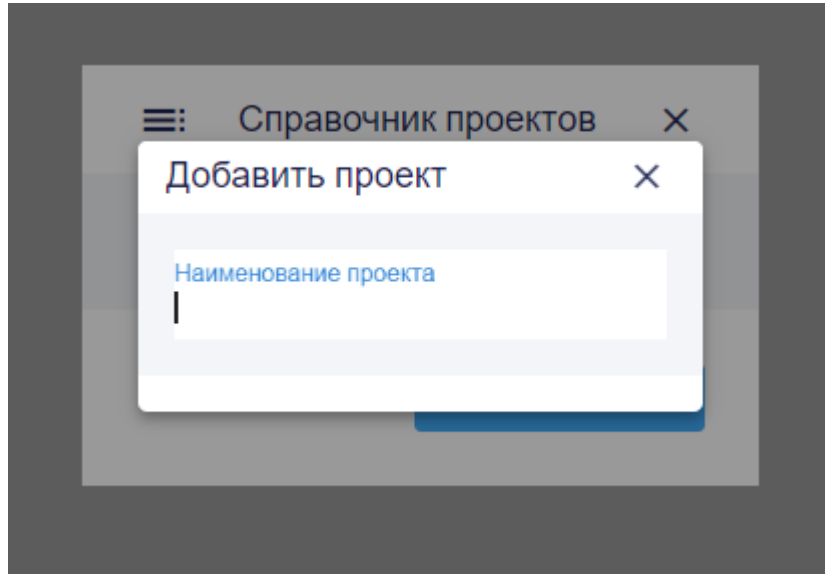 Справочник проектов
Добавить проект
Наименование проекта